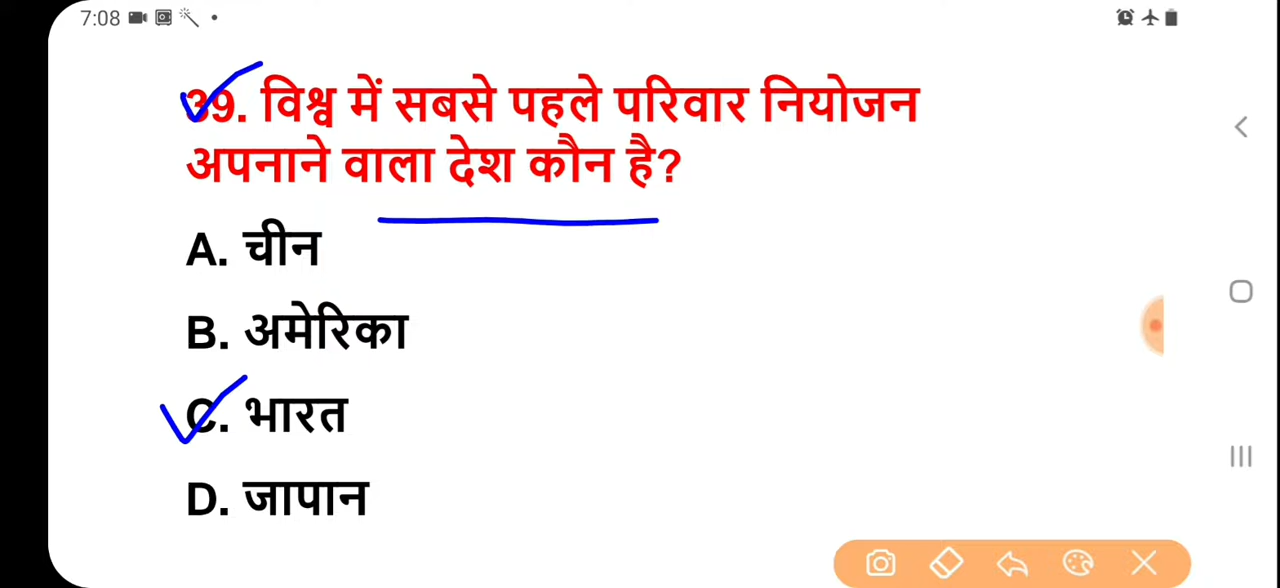 7:08
39. विश्व में सबसे पहले परिवार नियोजन
अपनाने वाला देश कौन है?
A. चीन
B. अमेरिका
C. भारत
D. जापान